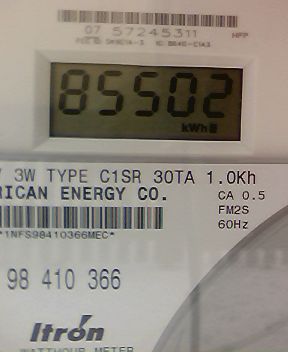 07 57245311 HFP
85502
kWh
3W TYPE C1SR 30TA 1.0Kh
RICAN ENERGY CO. CA 0.5
FM2S
60Hz
*1NFS98410366MEC*
98 410 366
Itron
WATTHOUR METER